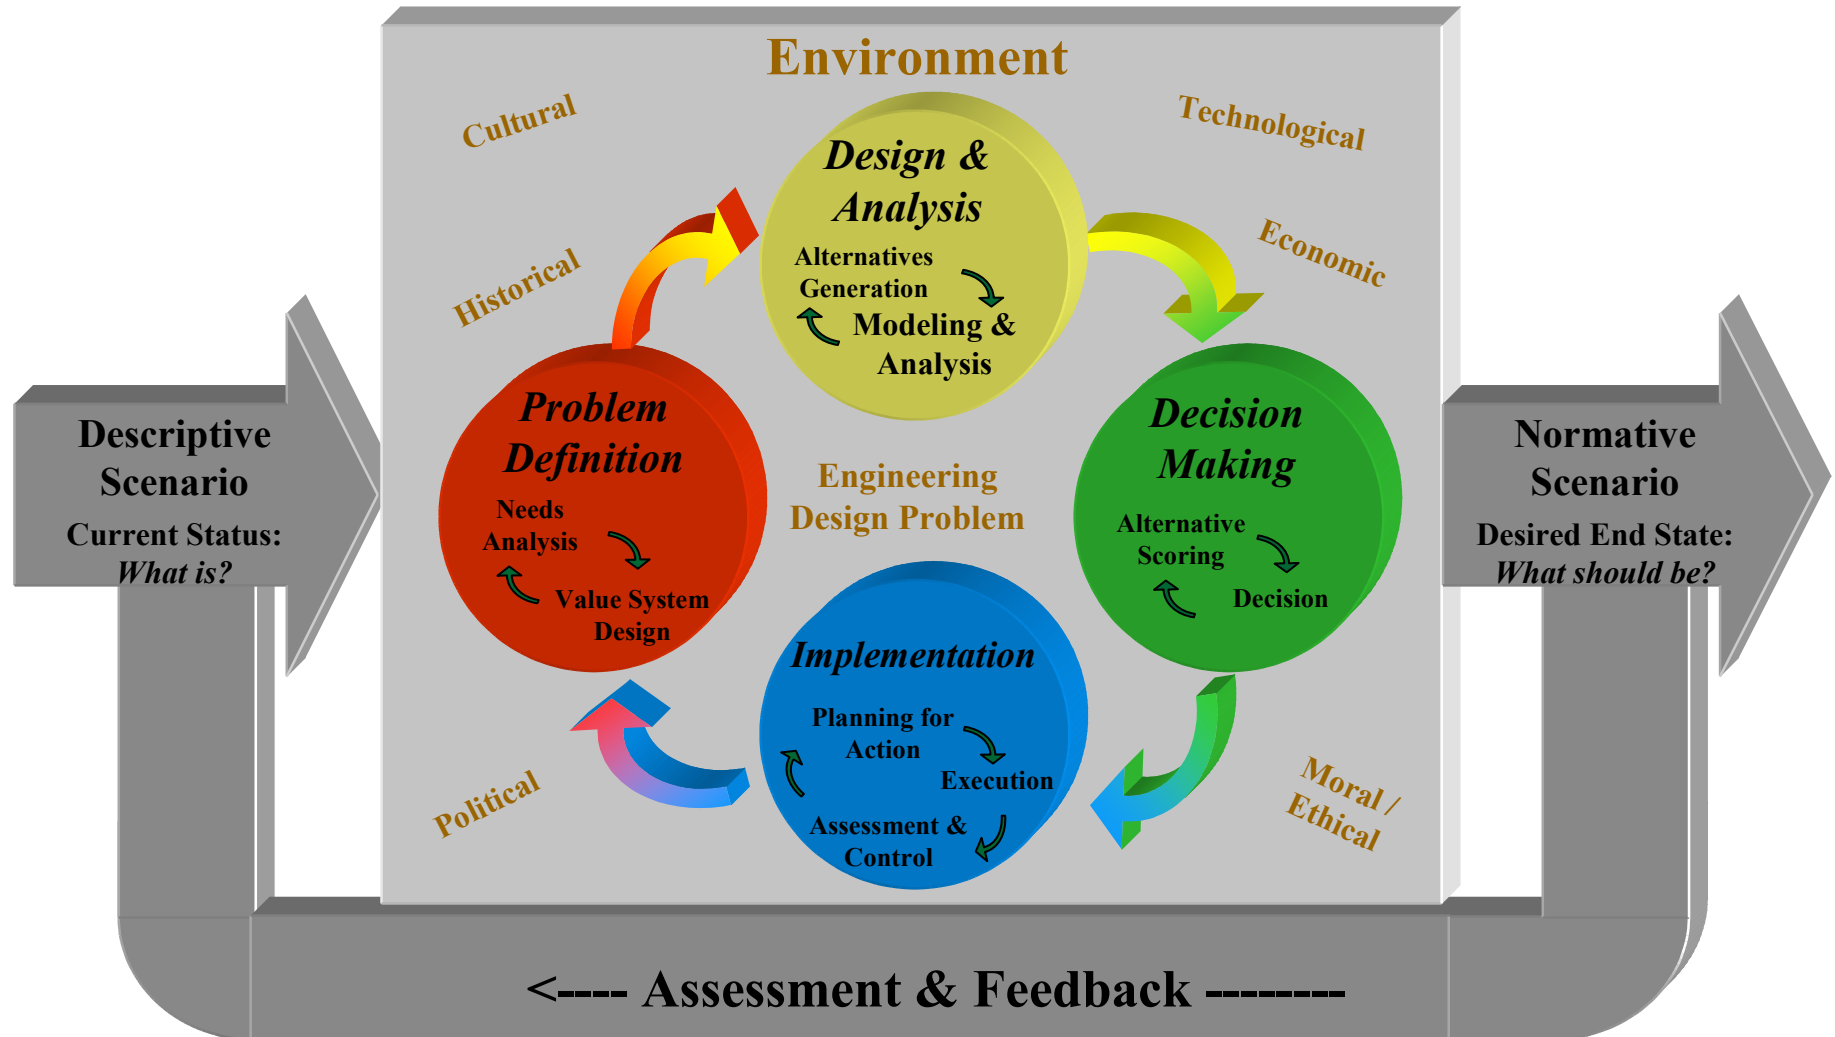 Environment
Cultural
Technological
Historical
Economic
Design &
Analysis
Alternatives
Generation
Modeling &
Analysis
Descriptive
Scenario
Current Status:
What is?
Problem
Definition
Needs
Analysis
Value System
Design
Engineering
Design Problem
Decision
Making
Alternative
Scoring
Decision
Normative
Scenario
Desired End State:
What should be?
Implementation
Planning for
Action
Execution
Assessment &
Control
Political
Moral /
Ethical
<---- Assessment & Feedback --------